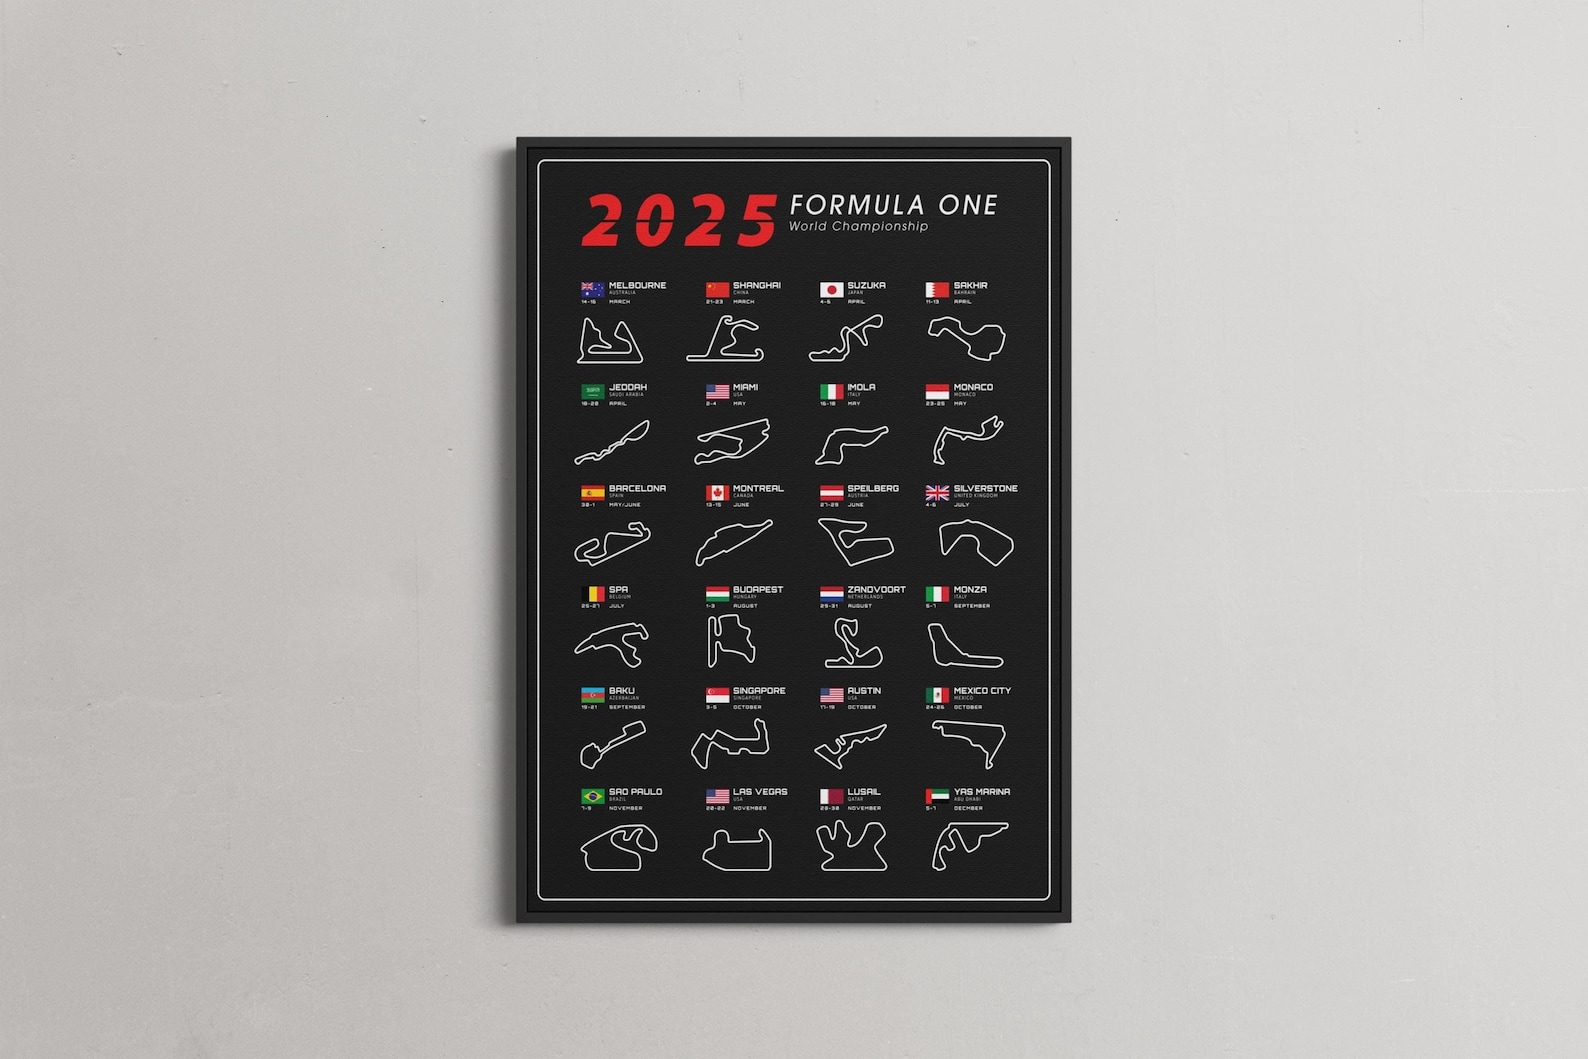 2025 FORMULA ONE
World Championship
MELBOURNE
AUSTRALIA
14-16 MARCH
SHANGHAI
CHINA
21-23 MARCH
SUZUKA
JAPAN
4-6 APRIL
SAKHIR
BAHRAIN
11-13 APRIL
JEDDAH
SAUDI ARABIA
18-20 APRIL
MIAMI
USA
2-4 MAY
IMOLA
ITALY
16-18 MAY
MONACO
MONACO
23-25 MAY
BARCELONA
SPAIN
30-1 MAY/JUNE
MONTREAL
CANADA
13-15 JUNE
SPEILBERG
AUSTRIA
27-29 JUNE
SILVERSTONE
UNITED KINGDOM
4-6 JULY
SPA
BELGIUM
25-27 JULY
BUDAPEST
HUNGARY
1-3 AUGUST
ZANDVOORT
NETHERLANDS
29-31 AUGUST
MONZA
ITALY
5-7 SEPTEMBER
BAKU
AZERBAIJAN
19-21 SEPTEMBER
SINGAPORE
SINGAPORE
3-5 OCTOBER
AUSTIN
USA
17-19 OCTOBER
MEXICO CITY
MEXICO
24-26 OCTOBER
SAO PAULO
BRAZIL
7-9 NOVEMBER
LAS VEGAS
USA
20-22 NOVEMBER
LUSAIL
QATAR
28-30 NOVEMBER
YAS MARINA
ABU DHABI
5-7 DECMBER